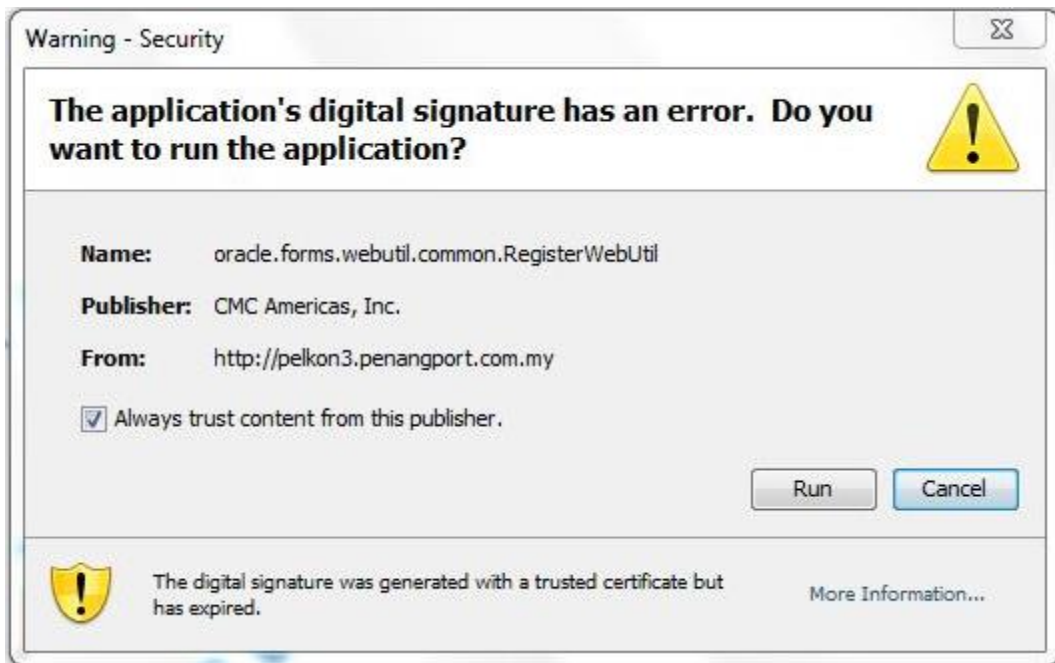 Warning - Security
The application's digital signature has an error. Do you
want to run the application?
Name: oracle.forms.webutil.common.RegisterWebUtil
Publisher: CMC Americas, Inc.
From: http://pelkon3.penangport.com.my
Always trust content from this publisher.
Run Cancel
The digital signature was generated with a trusted certificate but
has expired.
More Information...